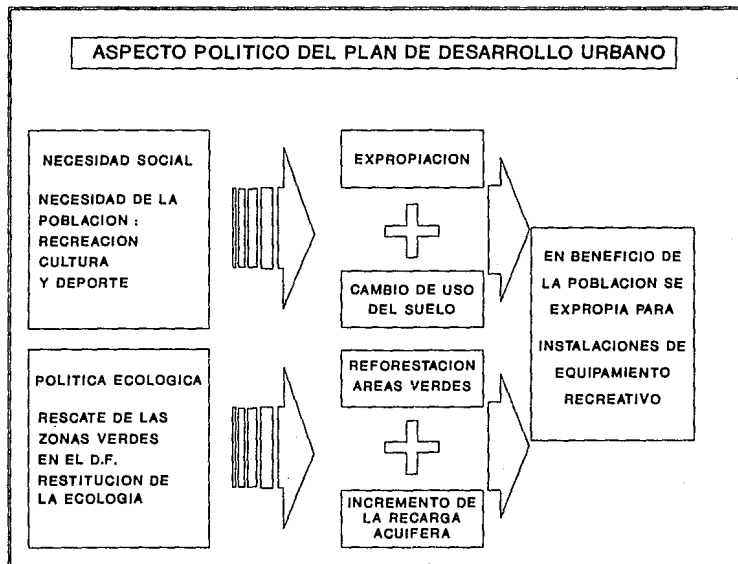 ASPECTO POLITICO DEL PLAN DE DESARROLLO URBANO
NECESIDAD SOCIAL
NECESIDAD DE LA
POBLACION :
RECREACION
CULTURA
Y DEPORTE
EXPROPIACION
CAMBIO DE USO
DEL SUELO
POLITICA ECOLOGICA
RESCATE DE LAS
ZONAS VERDES
EN EL D.F.
RESTITUCION DE
LA ECOLOGIA
REFORESTACION
AREAS VERDES
INCREMENTO DE
LA RECARGA
ACUIFERA
EN BENEFICIO DE
LA POBLACION SE
EXPROPIA PARA
INSTALACIONES DE
EQUIPAMIENTO
RECREATIVO